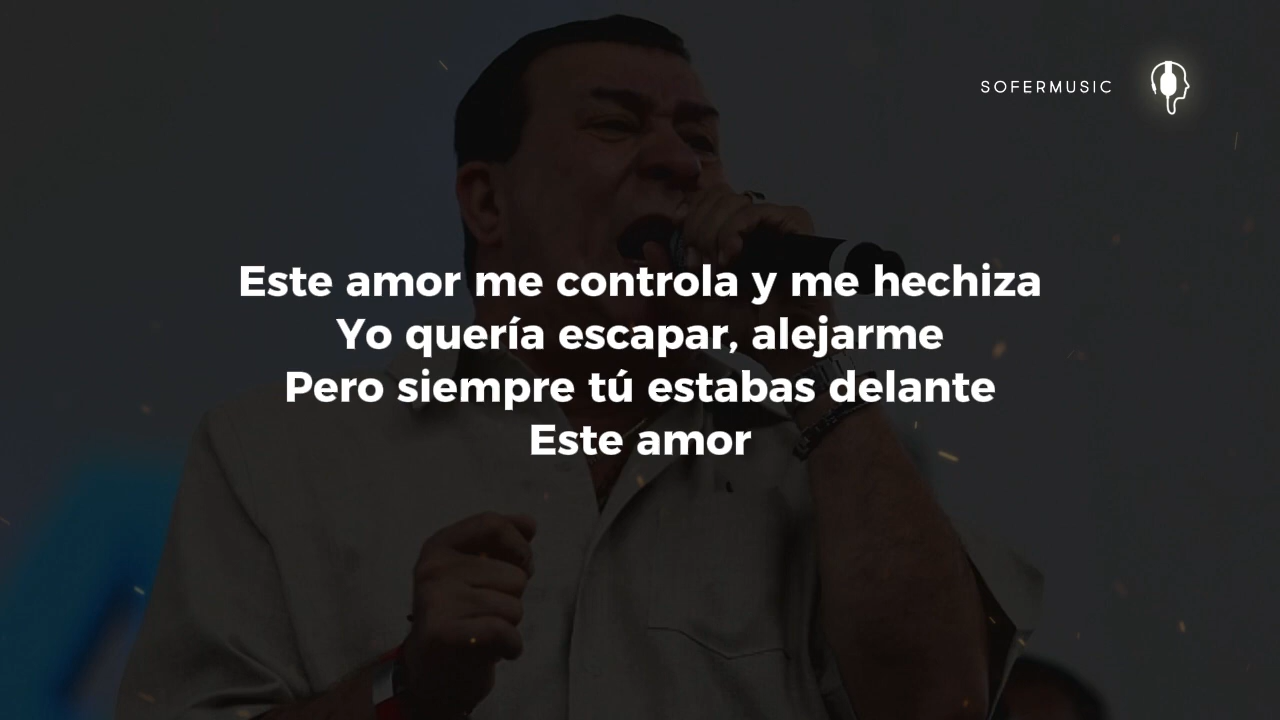 SOFERMUSIC
Este amor me controla y me hechiza
Yo quería escapar, alejarme
Pero siempre tú estabas delante
Este amor